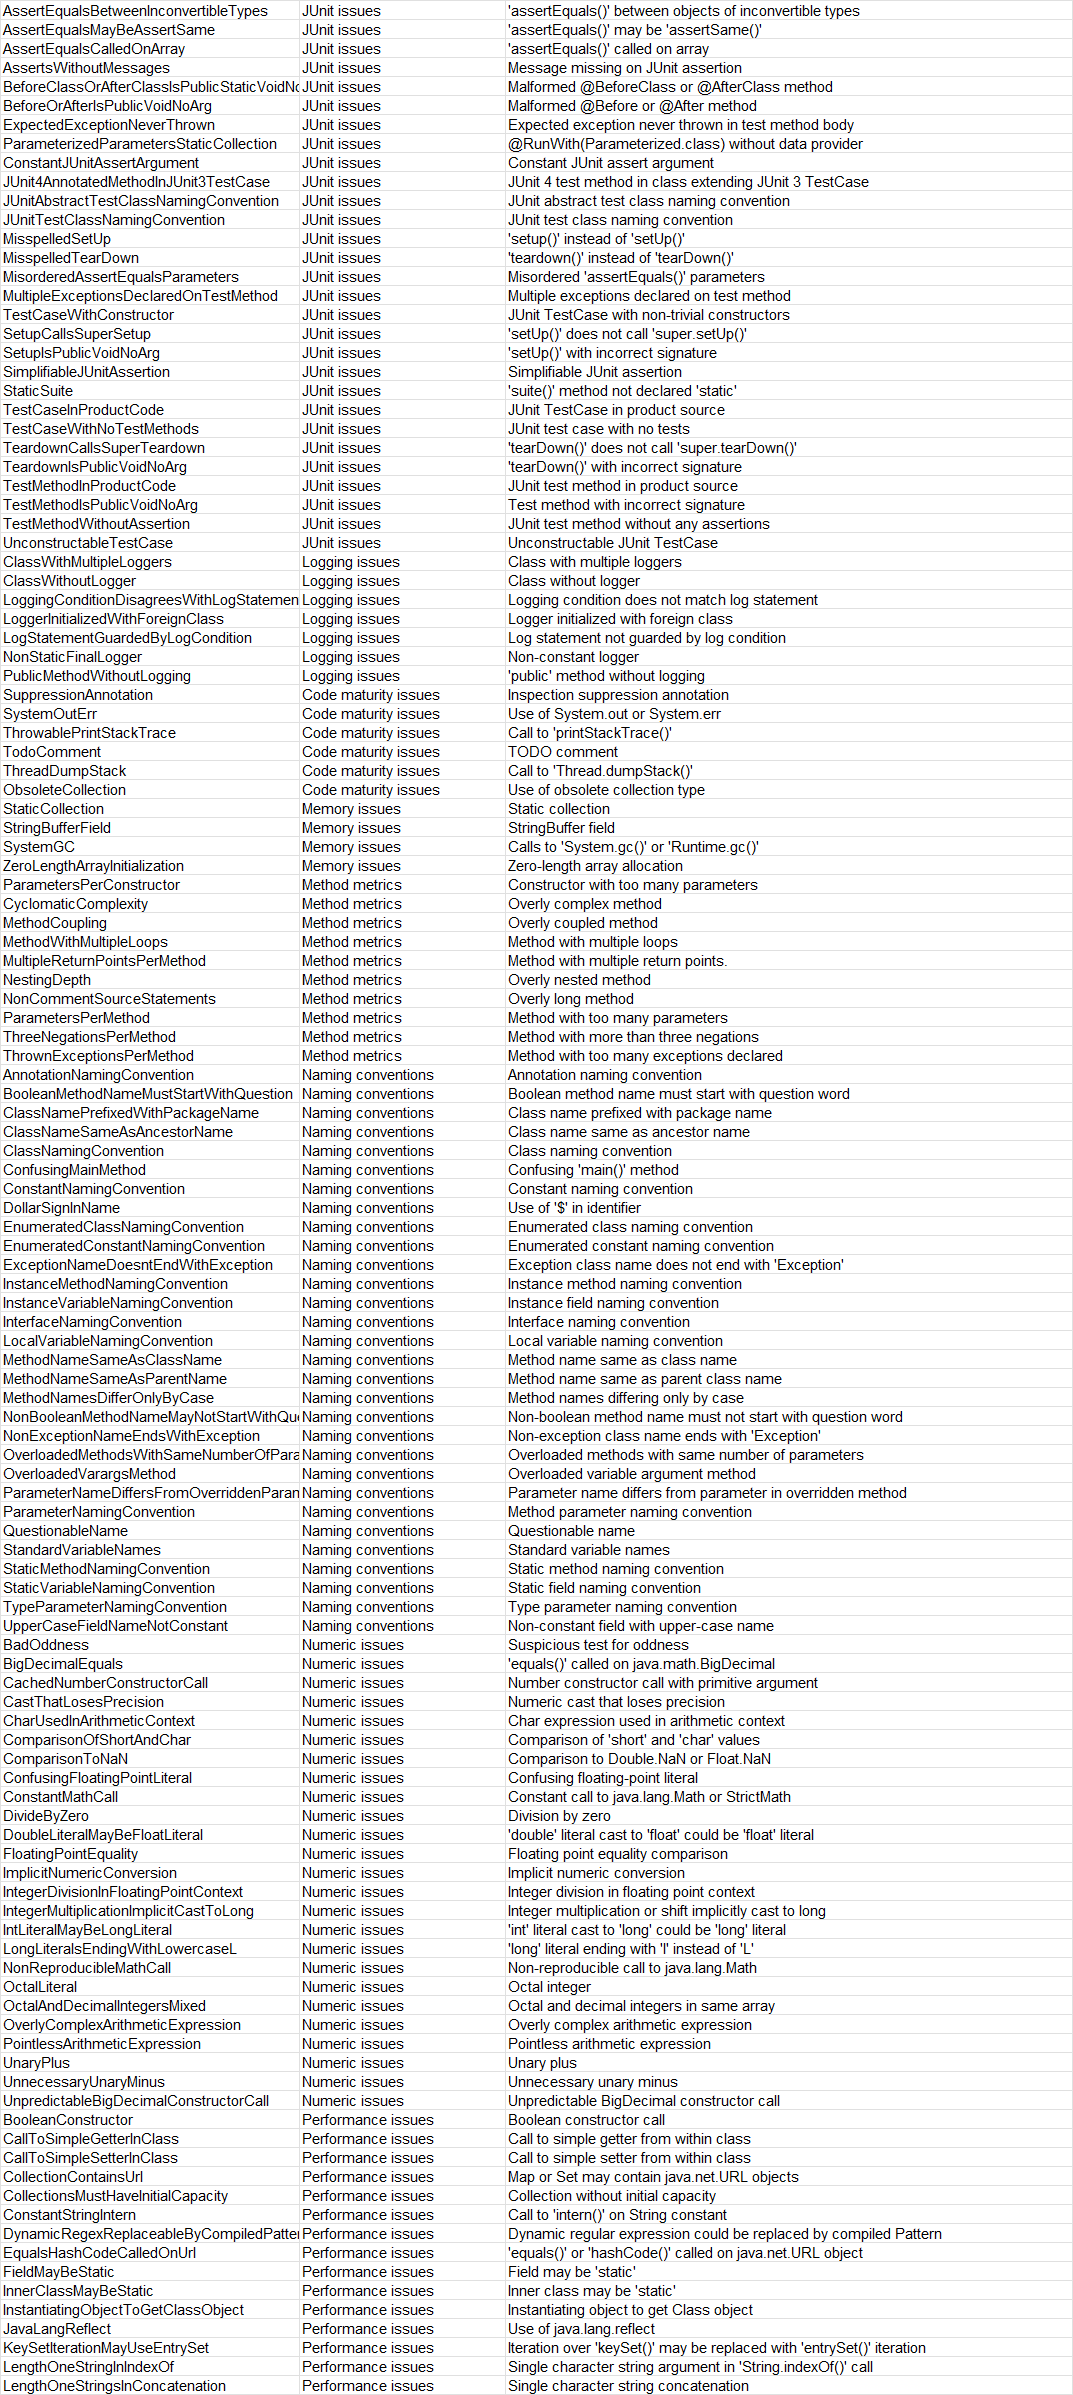 AssertEqualsBetweenInconvertibleTypes JUnit issues 'assertEquals()' between objects of inconvertible types
AssertEqualsMayBeAssertSame JUnit issues 'assertEquals()' may be 'assertSame()'
AssertEqualsCalledOnArray JUnit issues 'assertEquals()' called on array
AssertsWithoutMessages JUnit issues Message missing on JUnit assertion
BeforeClassOrAfterClassIsPublicStaticVoidNo JUnit issues Malformed @BeforeClass or @AfterClass method
BeforeOrAfterIsPublicVoidNoArg JUnit issues Malformed @Before or @After method
ExpectedExceptionNeverThrown JUnit issues Expected exception never thrown in test method body
ParameterizedParametersStaticCollection JUnit issues @RunWith(Parameterized.class) without data provider
ConstantJUnitAssertArgument JUnit issues Constant JUnit assert argument
JUnit4AnnotatedMethodInJUnit3TestCase JUnit issues JUnit 4 test method in class extending JUnit 3 TestCase
JUnitAbstractTestClassNamingConvention JUnit issues JUnit abstract test class naming convention
JUnitTestClassNamingConvention JUnit issues JUnit test class naming convention
MisspelledSetUp JUnit issues 'setup()' instead of 'setUp()'
MisspelledTearDown JUnit issues 'teardown()' instead of 'tearDown()'
MisorderedAssertEqualsParameters JUnit issues Misordered 'assertEquals()' parameters
MultipleExceptionsDeclaredOnTestMethod JUnit issues Multiple exceptions declared on test method
TestCaseWithConstructor JUnit issues JUnit TestCase with non-trivial constructors
SetupCallsSuperSetup JUnit issues 'setUp()' does not call 'super.setUp()'
SetupIsPublicVoidNoArg JUnit issues 'setUp()' with incorrect signature
SimplifiableJUnitAssertion JUnit issues Simplifiable JUnit assertion
StaticSuite JUnit issues 'suite()' method not declared 'static'
TestCaseInProductCode JUnit issues JUnit TestCase in product source
TestCaseWithNoTestMethods JUnit issues JUnit test case with no tests
TeardownCallsSuperTeardown JUnit issues 'tearDown()' does not call 'super.tearDown()'
TeardownIsPublicVoidNoArg JUnit issues 'tearDown()' with incorrect signature
TestMethodInProductCode JUnit issues JUnit test method in product source
TestMethodIsPublicVoidNoArg JUnit issues Test method with incorrect signature
TestMethodWithoutAssertion JUnit issues JUnit test method without any assertions
UnconstructableTestCase JUnit issues Unconstructable JUnit TestCase
ClassWithMultipleLoggers Logging issues Class with multiple loggers
ClassWithoutLogger Logging issues Class without logger
LoggingConditionDisagreesWithLogStatemen Logging issues Logging condition does not match log statement
LoggerInitializedWithForeignClass Logging issues Logger initialized with foreign class
LogStatementGuardedByLogCondition Logging issues Log statement not guarded by log condition
NonStaticFinalLogger Logging issues Non-constant logger
PublicMethodWithoutLogging Logging issues 'public' method without logging
SuppressionAnnotation Code maturity issues Inspection suppression annotation
SystemOutErr Code maturity issues Use of System.out or System.err
ThrowablePrintStackTrace Code maturity issues Call to 'printStackTrace()'
TodoComment Code maturity issues TODO comment
ThreadDumpStack Code maturity issues Call to 'Thread.dumpStack()'
ObsoleteCollection Code maturity issues Use of obsolete collection type
StaticCollection Memory issues Static collection
StringBufferField Memory issues StringBuffer field
SystemGC Memory issues Calls to 'System.gc()' or 'Runtime.gc()'
ZeroLengthArrayInitialization Memory issues Zero-length array allocation
ParametersPerConstructor Method metrics Constructor with too many parameters
CyclomaticComplexity Method metrics Overly complex method
MethodCoupling Method metrics Overly coupled method
MethodWithMultipleLoops Method metrics Method with multiple loops
MultipleReturnPointsPerMethod Method metrics Method with multiple return points.
NestingDepth Method metrics Overly nested method
NonCommentSourceStatements Method metrics Overly long method
ParametersPerMethod Method metrics Method with too many parameters
ThreeNegationsPerMethod Method metrics Method with more than three negations
ThrownExceptionsPerMethod Method metrics Method with too many exceptions declared
AnnotationNamingConvention Naming conventions Annotation naming convention
BooleanMethodNameMustStartWithQuestion Naming conventions Boolean method name must start with question word
ClassNamePrefixedWithPackageName Naming conventions Class name prefixed with package name
ClassNameSameAsAncestorName Naming conventions Class name same as ancestor name
ClassNamingConvention Naming conventions Class naming convention
ConfusingMainMethod Naming conventions Confusing 'main()' method
ConstantNamingConvention Naming conventions Constant naming convention
DollarSignInName Naming conventions Use of '$' in identifier
EnumeratedClassNamingConvention Naming conventions Enumerated class naming convention
EnumeratedConstantNamingConvention Naming conventions Enumerated constant naming convention
ExceptionNameDoesntEndWithException Naming conventions Exception class name does not end with 'Exception'
InstanceMethodNamingConvention Naming conventions Instance method naming convention
InstanceVariableNamingConvention Naming conventions Instance field naming convention
InterfaceNamingConvention Naming conventions Interface naming convention
LocalVariableNamingConvention Naming conventions Local variable naming convention
MethodNameSameAsClassName Naming conventions Method name same as class name
MethodNameSameAsParentName Naming conventions Method name same as parent class name
MethodNamesDifferOnlyByCase Naming conventions Method names differing only by case
NonBooleanMethodNameMayNotStartWithQue Naming conventions Non-boolean method name must not start with question word
NonExceptionNameEndsWithException Naming conventions Non-exception class name ends with 'Exception'
OverloadedMethodsWithSameNumberOfPara Naming conventions Overloaded methods with same number of parameters
OverloadedVarargsMethod Naming conventions Overloaded variable argument method
ParameterNameDiffersFromOverriddenParam Naming conventions Parameter name differs from parameter in overridden method
ParameterNamingConvention Naming conventions Method parameter naming convention
QuestionableName Naming conventions Questionable name
StandardVariableNames Naming conventions Standard variable names
StaticMethodNamingConvention Naming conventions Static method naming convention
StaticVariableNamingConvention Naming conventions Static field naming convention
TypeParameterNamingConvention Naming conventions Type parameter naming convention
UpperCaseFieldNameNotConstant Naming conventions Non-constant field with upper-case name
BadOddness Numeric issues Suspicious test for oddness
BigDecimalEquals Numeric issues 'equals()' called on java.math.BigDecimal
CachedNumberConstructorCall Numeric issues Number constructor call with primitive argument
CastThatLosesPrecision Numeric issues Numeric cast that loses precision
CharUsedInArithmeticContext Numeric issues Char expression used in arithmetic context
ComparisonOfShortAndChar Numeric issues Comparison of 'short' and 'char' values
ComparisonToNaN Numeric issues Comparison to Double.NaN or Float.NaN
ConfusingFloatingPointLiteral Numeric issues Confusing floating-point literal
ConstantMathCall Numeric issues Constant call to java.lang.Math or StrictMath
DivideByZero Numeric issues Division by zero
DoubleLiteralMayBeFloatLiteral Numeric issues 'double' literal cast to 'float' could be 'float' literal
FloatingPointEquality Numeric issues Floating point equality comparison
ImplicitNumericConversion Numeric issues Implicit numeric conversion
IntegerDivisionInFloatingPointContext Numeric issues Integer division in floating point context
IntegerMultiplicationImplicitCastToLong Numeric issues Integer multiplication or shift implicitly cast to long
IntLiteralMayBeLongLiteral Numeric issues 'int' literal cast to 'long' could be 'long' literal
LongLiteralsEndingWithLowercaseL Numeric issues 'long' literal ending with 'l' instead of 'L'
NonReproducibleMathCall Numeric issues Non-reproducible call to java.lang.Math
OctalLiteral Numeric issues Octal integer
OctalAndDecimalIntegersMixed Numeric issues Octal and decimal integers in same array
OverlyComplexArithmeticExpression Numeric issues Overly complex arithmetic expression
PointlessArithmeticExpression Numeric issues Pointless arithmetic expression
UnaryPlus Numeric issues Unary plus
UnnecessaryUnaryMinus Numeric issues Unnecessary unary minus
UnpredictableBigDecimalConstructorCall Numeric issues Unpredictable BigDecimal constructor call
BooleanConstructor Performance issues Boolean constructor call
CallToSimpleGetterInClass Performance issues Call to simple getter from within class
CallToSimpleSetterInClass Performance issues Call to simple setter from within class
CollectionContainsUrl Performance issues Map or Set may contain java.net.URL objects
CollectionsMustHaveInitialCapacity Performance issues Collection without initial capacity
ConstantStringIntern Performance issues Call to 'intern()' on String constant
DynamicRegexReplaceableByCompiledPatter Performance issues Dynamic regular expression could be replaced by compiled Pattern
EqualsHashCodeCalledOnUrl Performance issues 'equals()' or 'hashCode()' called on java.net.URL object
FieldMayBeStatic Performance issues Field may be 'static'
InnerClassMayBeStatic Performance issues Inner class may be 'static'
InstantiatingObjectToGetClassObject Performance issues Instantiating object to get Class object
JavaLangReflect Performance issues Use of java.lang.reflect
KeySetIterationMayUseEntrySet Performance issues Iteration over 'keySet()' may be replaced with 'entrySet()' iteration
LengthOneStringInIndexOf Performance issues Single character string argument in 'String.indexOf()' call
LengthOneStringsInConcatenation Performance issues Single character string concatenation